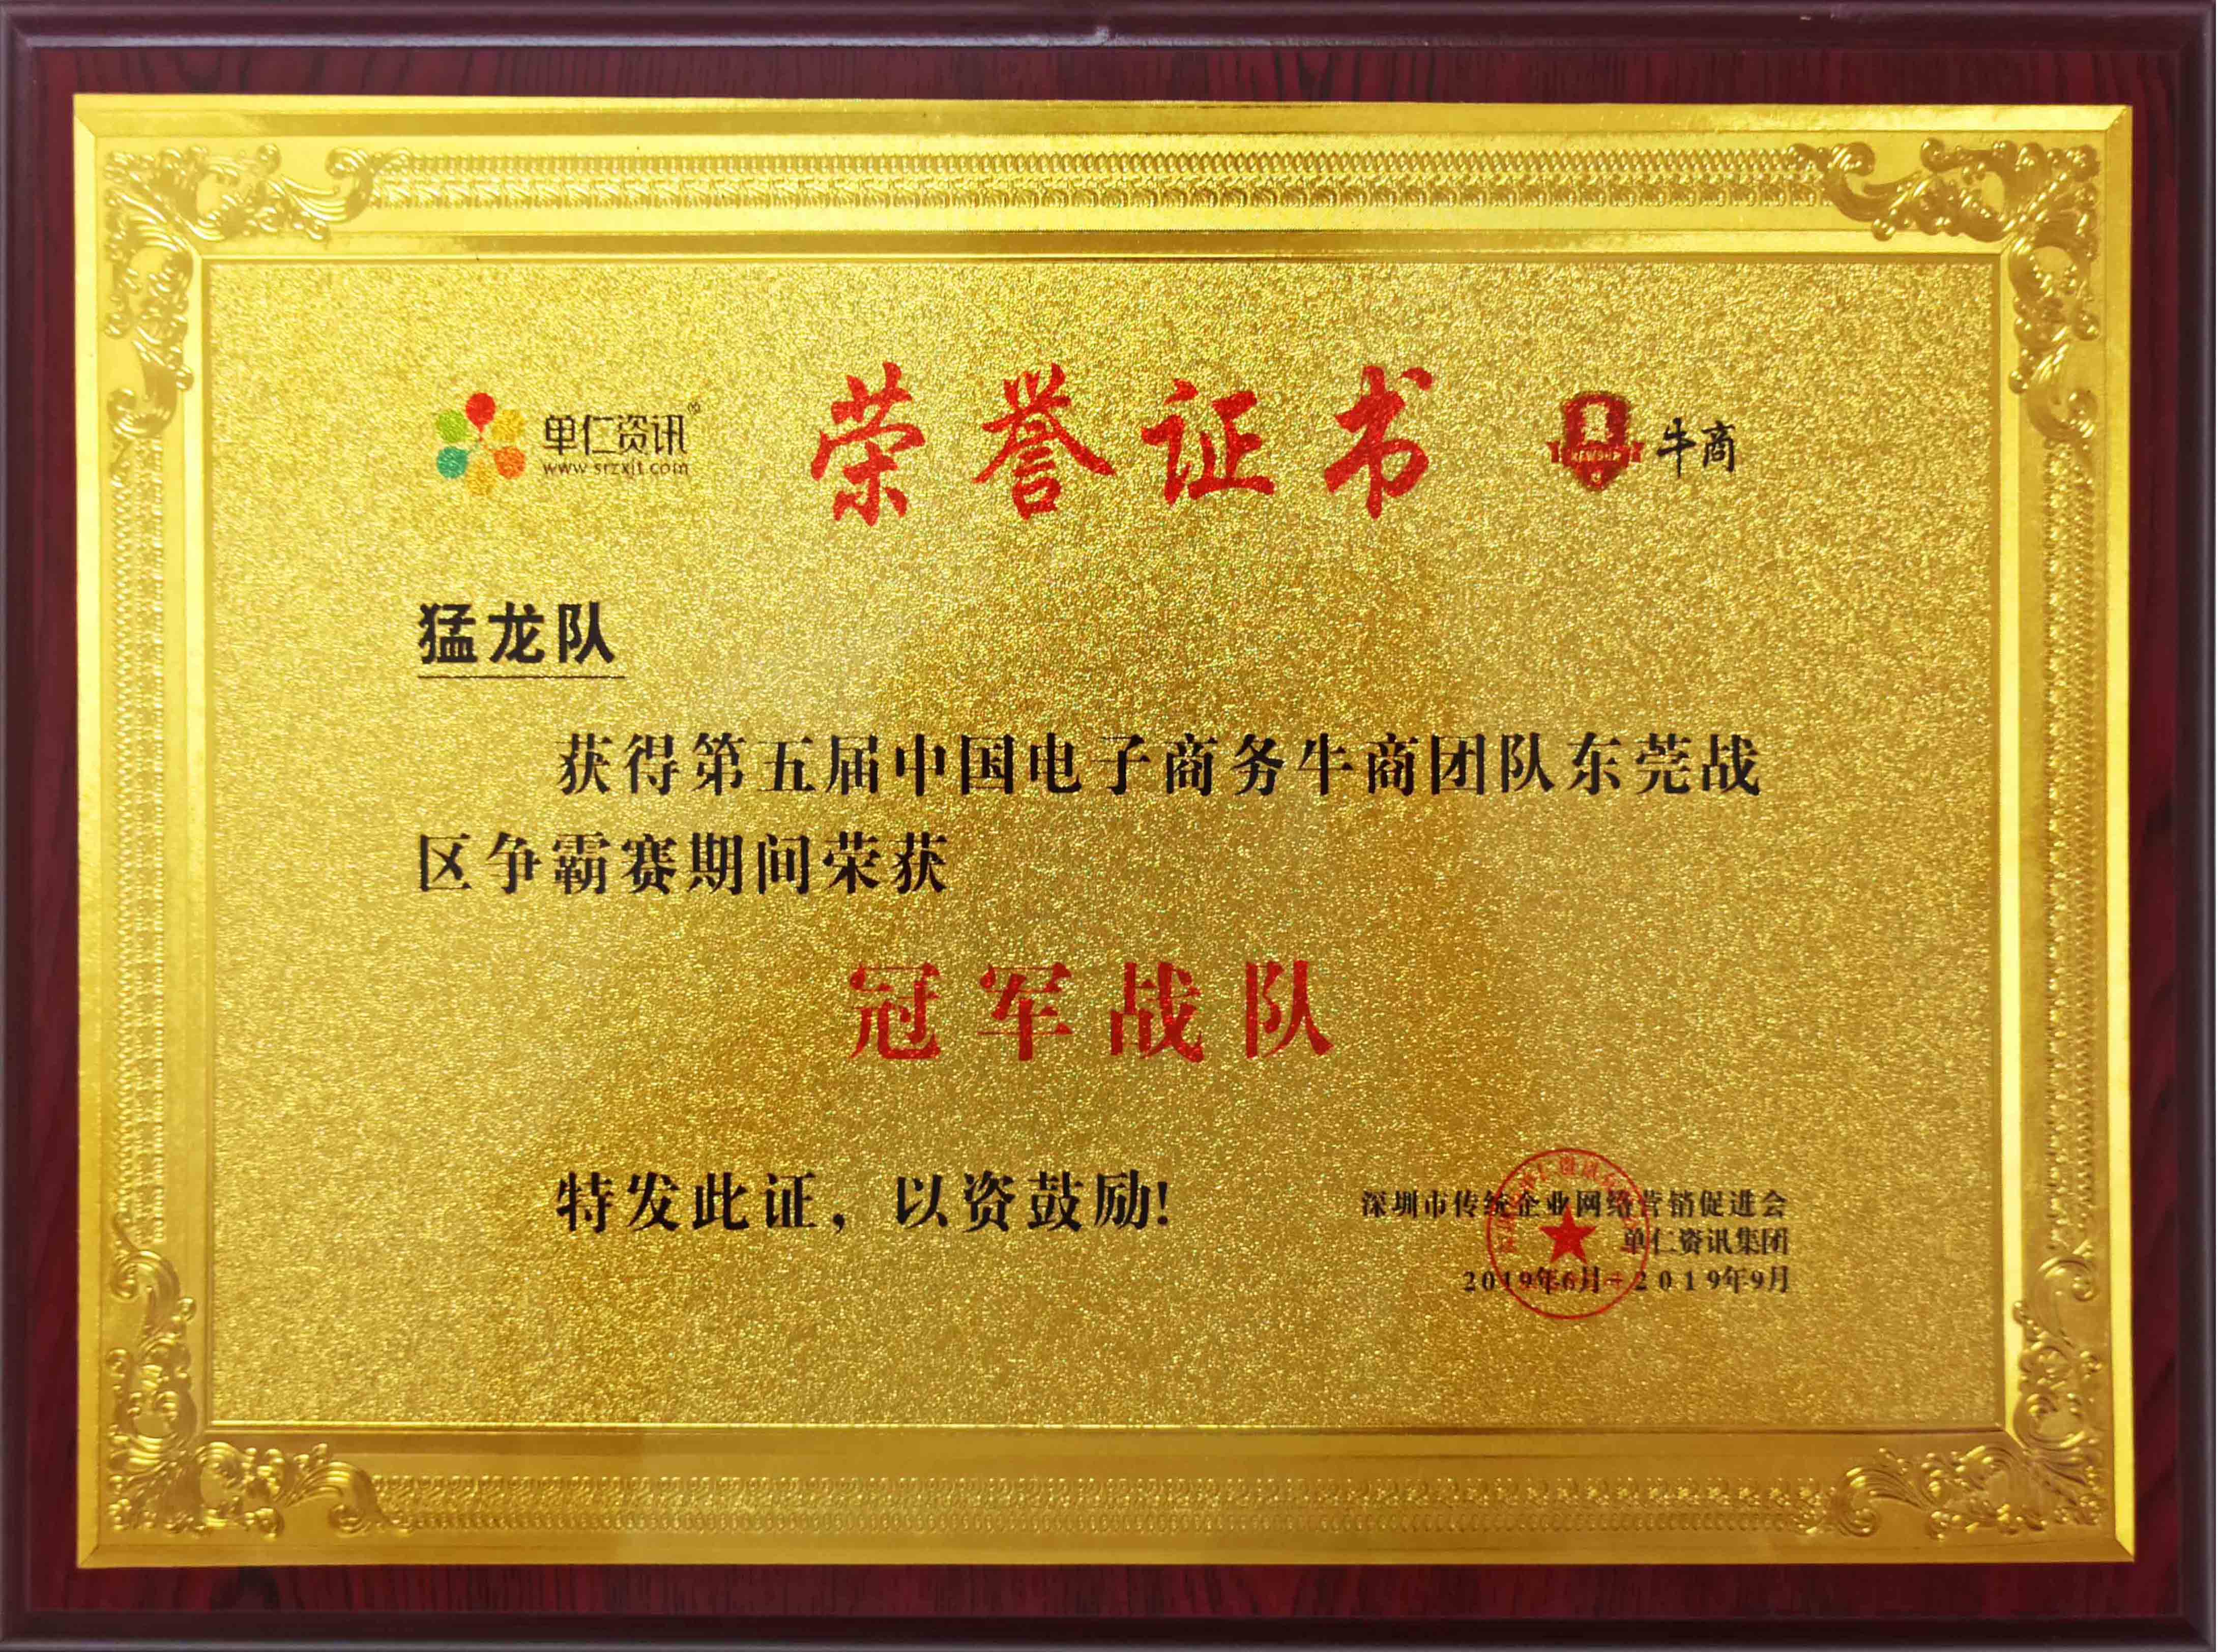 单仁资讯®
www.srzxjt.com
荣誉证书
牛商
猛龙队
获得第五届中国电子商务牛商团队东莞战
区争霸赛期间荣获
冠军战队
特发此证，以资鼓励!
深圳市传统企业网络营销促进会
单仁资讯集团
2019年6月-2019年9月